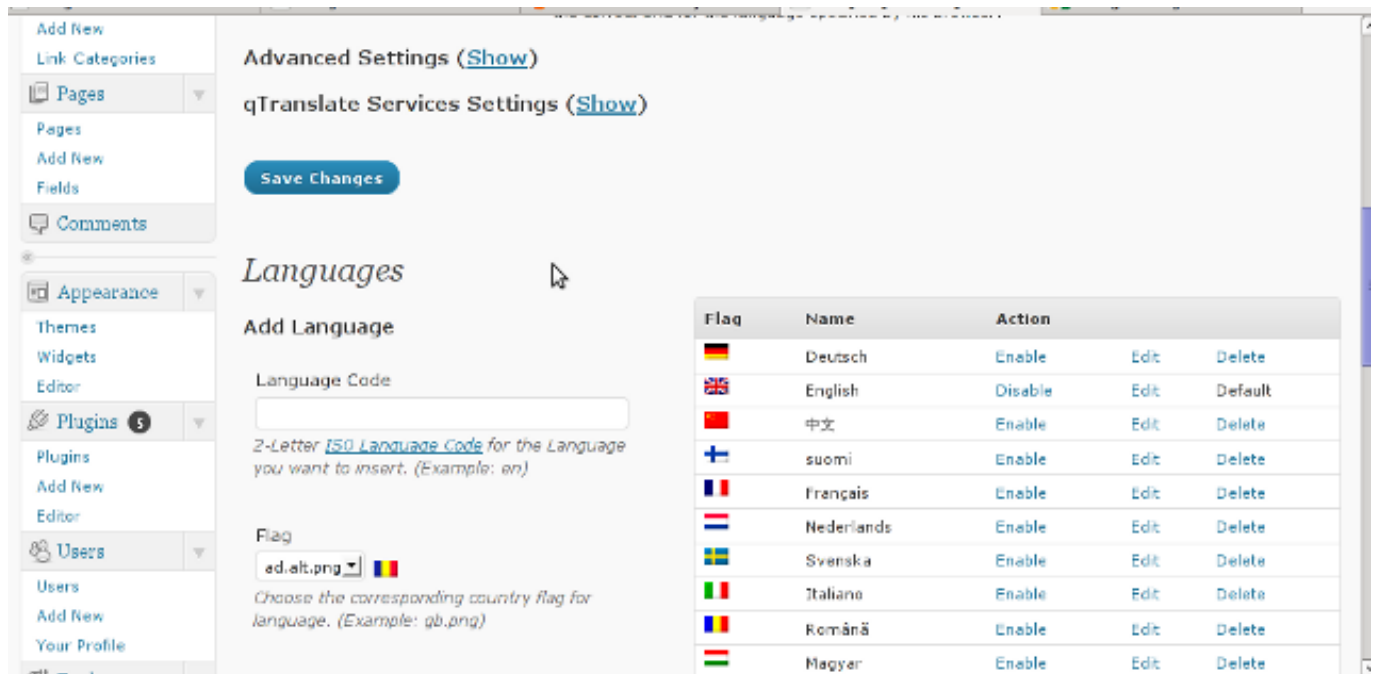 Add New
Link Categories
Pages
Pages
Add New
Fields
Comments
Appearance
Themes
Widgets
Editor
Plugins 5
Plugins
Add New
Editor
Users
Users
Add New
Your Profile
Advanced Settings (Show)
qTranslate Services Settings (Show)
Save Changes
Languages
Add Language
Language Code
2-Letter ISO Language Code for the Language
you want to insert. (Example: en)
Flag
ad.alt.png
Choose the corresponding country flag for
language. (Example: gb.png)
Flag Name Action
Deutsch Enable Edit Delete
English Disable Edit Default
中文 Enable Edit Delete
suomi Enable Edit Delete
Français Enable Edit Delete
Nederlands Enable Edit Delete
Svenska Enable Edit Delete
Italiano Enable Edit Delete
Română Enable Edit Delete
Magyar Enable Edit Delete